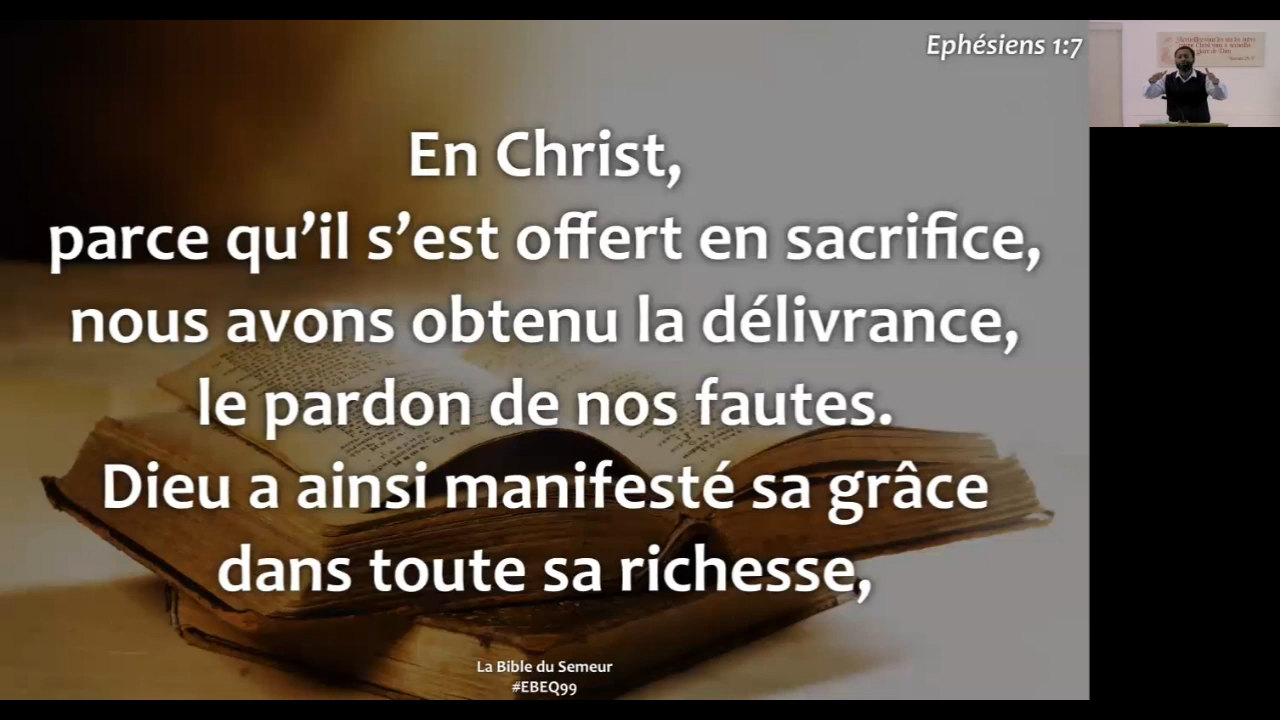 Ephésiens 1:7
En Christ,
parce qu’il s’est offert en sacrifice,
nous avons obtenu la délivrance,
le pardon de nos fautes.
Dieu a ainsi manifesté sa grâce
dans toute sa richesse,
La Bible du Semeur
#EBEQ99